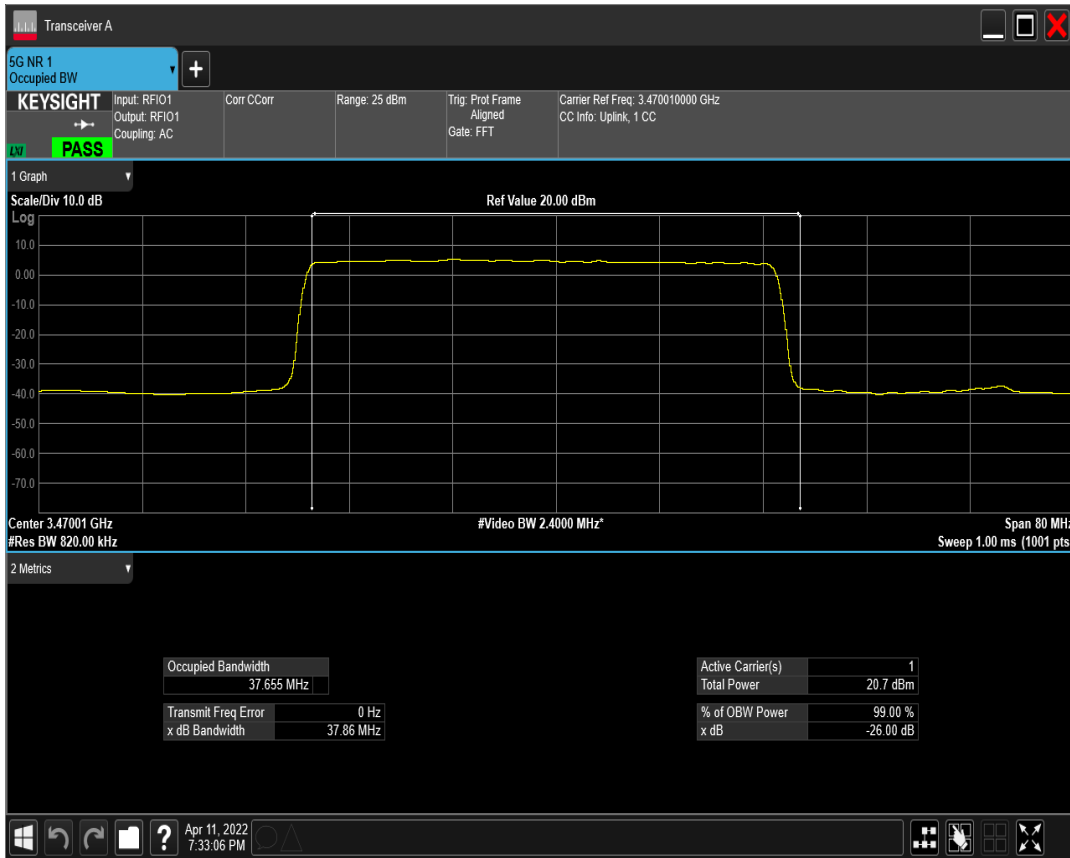 Transceiver A
5G NR 1
Occupied BW
KEYSIGHT
LXI
PASS
Input: RFIO1
Output: RFIO1
Coupling: AC
Corr CCorr
Range: 25 dBm
Trig: Prot Frame
Aligned
Gate: FFT
Carrier Ref Freq: 3.470010000 GHz
CC Info: Uplink, 1 CC
1 Graph
Scale/Div 10.0 dB
Ref Value 20.00 dBm
Log
10.0
0.00
-10.0
-20.0
-30.0
-40.0
-50.0
-60.0
-70.0
Center 3.47001 GHz
#Video BW 2.4000 MHz*
Span 80 MHz
#Res BW 820.00 kHz
Sweep 1.00 ms (1001 pts
2 Metrics
Occupied Bandwidth
37.655 MHz
Transmit Freq Error 0 Hz
x dB Bandwidth 37.86 MHz
Active Carrier(s) 1
Total Power 20.7 dBm
% of OBW Power 99.00 %
x dB -26.00 dB
?
Apr 11, 2022
7:33:06 PM